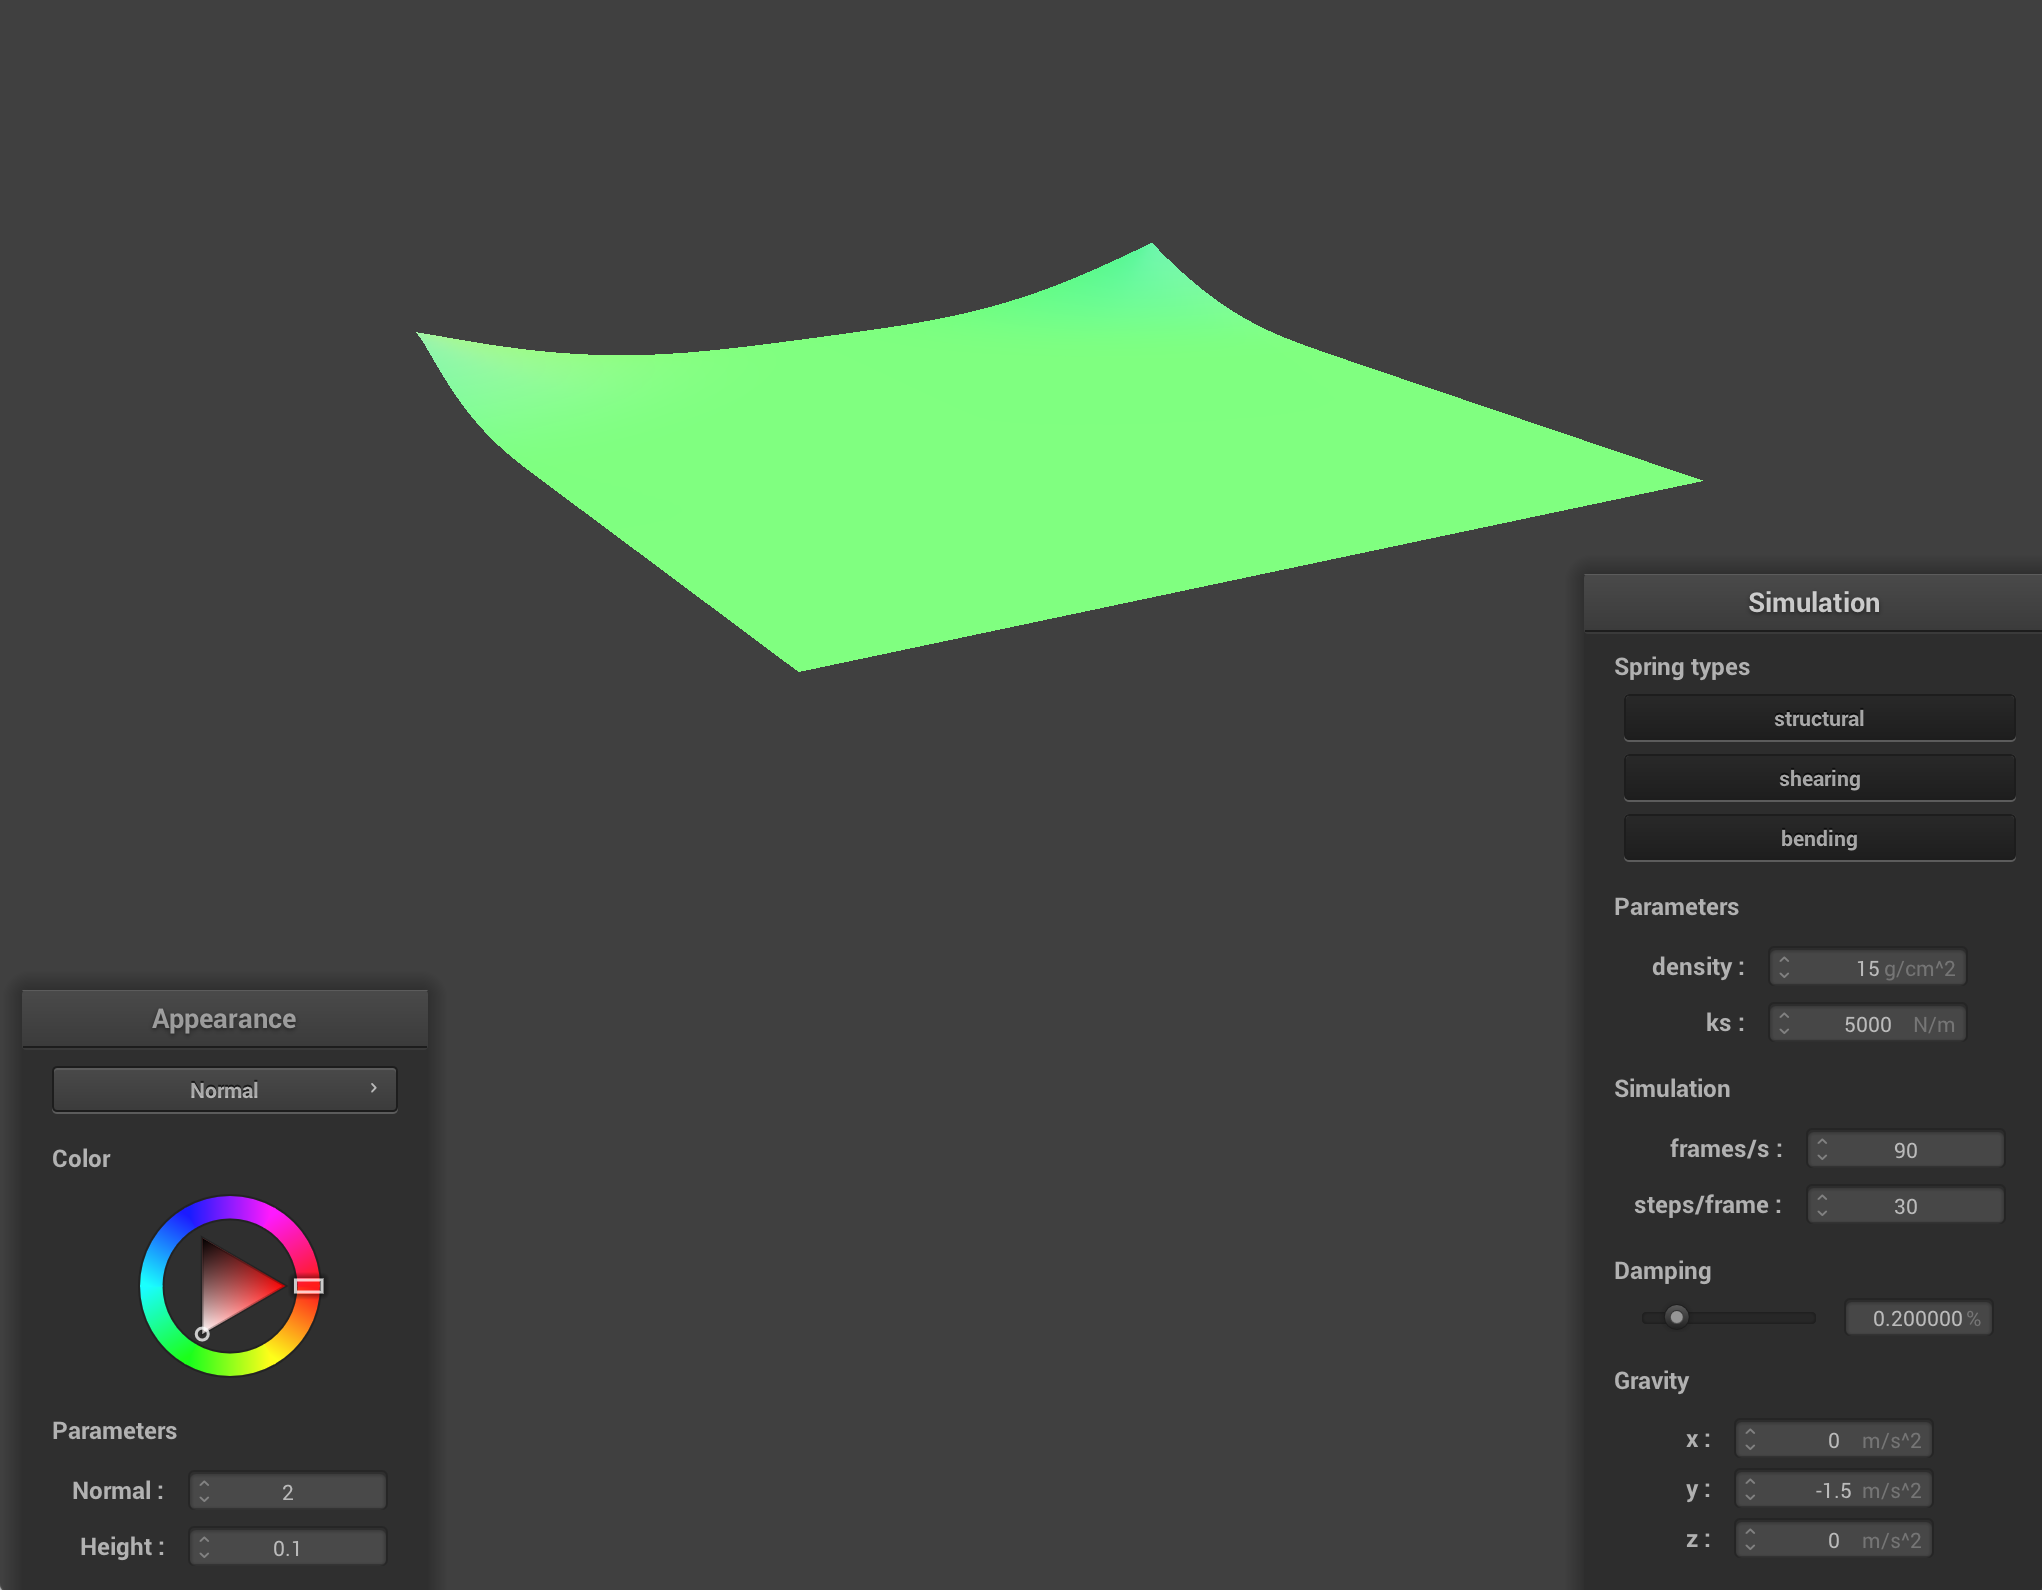 Simulation
Spring types
structural
shearing
bending
Parameters
density : 15 g/cm^2
ks : 5000 N/m
Simulation
frames/s : 90
steps/frame : 30
Damping
0.200000 %
Gravity
x : 0 m/s^2
y : -1.5 m/s^2
z : 0 m/s^2
Appearance
Normal
Color
Parameters
Normal : 2
Height : 0.1